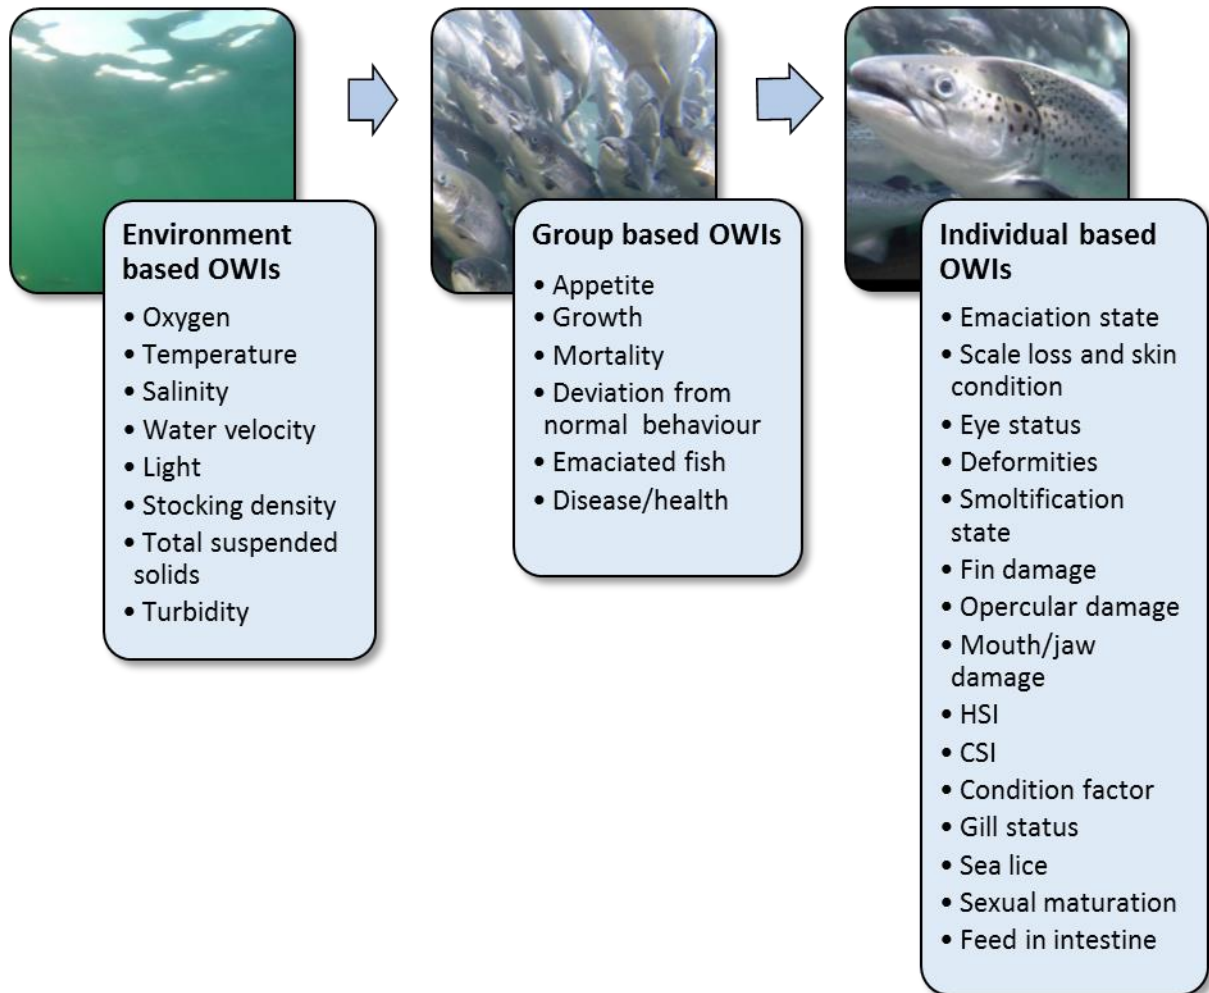 Environment
based OWIs
• Oxygen
• Temperature
• Salinity
• Water velocity
• Light
• Stocking density
• Total suspended
solids
• Turbidity
Group based OWIs
• Appetite
• Growth
• Mortality
• Deviation from
normal behaviour
• Emaciated fish
• Disease/health
Individual based
OWIs
• Emaciation state
• Scale loss and skin
condition
• Eye status
• Deformities
• Smoltification
state
• Fin damage
• Opercular damage
• Mouth/jaw
damage
• HSI
• CSI
• Condition factor
• Gill status
• Sea lice
• Sexual maturation
• Feed in intestine